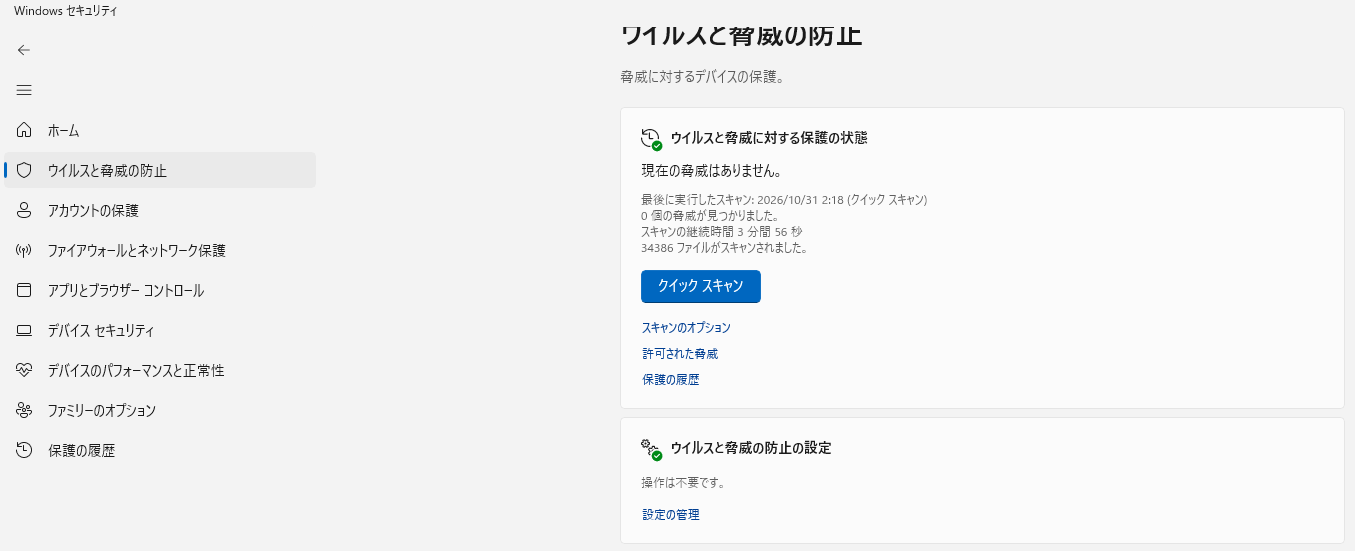 Windows セキュリティ
ホーム
ウイルスと脅威の防止
アカウントの保護
ファイアウォールとネットワーク保護
アプリとブラウザー コントロール
デバイス セキュリティ
デバイスのパフォーマンスと正常性
ファミリーのオプション
保護の履歴
ウイルスと脅威の防止
脅威に対するデバイスの保護。
ウイルスと脅威に対する保護の状態
現在の脅威はありません。
最後に実行したスキャン: 2026/10/31 2:18 (クイック スキャン)
0 個の脅威が見つかりました。
スキャンの継続時間 3 分間 56 秒
34386 ファイルがスキャンされました。
クイック スキャン
スキャンのオプション
許可された脅威
保護の履歴
ウイルスと脅威の防止の設定
操作は不要です。
設定の管理